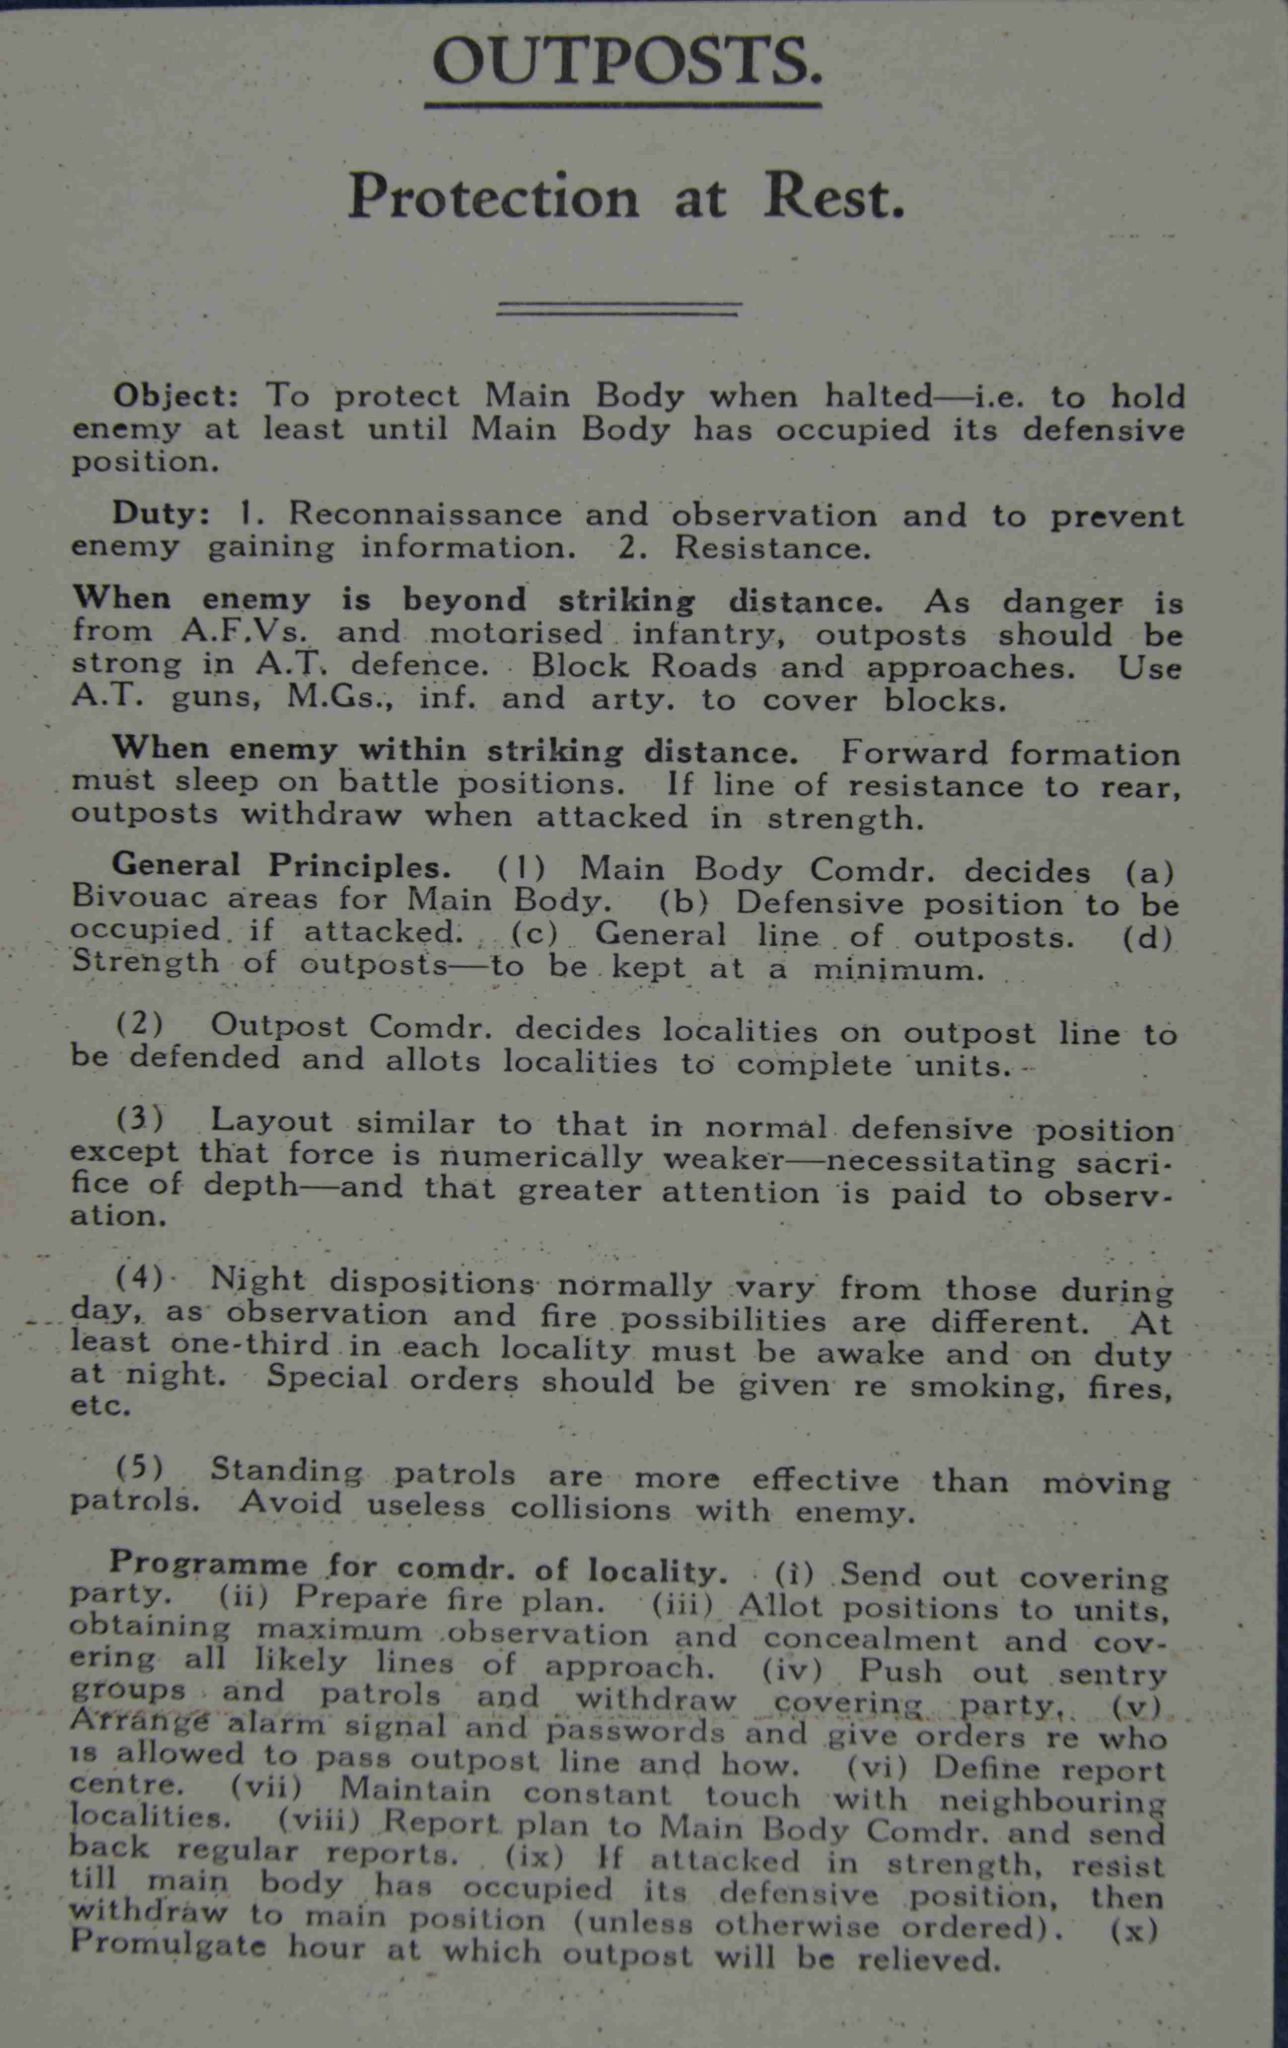 OUTPOSTS.
Protection at Rest.
Object: To protect Main Body when halted—i.e. to hold
enemy at least until Main Body has occupied its defensive
position.
Duty: 1. Reconnaissance and observation and to prevent
enemy gaining information. 2. Resistance.
When enemy is beyond striking distance. As danger is
from A.F.Vs. and motorised infantry, outposts should be
strong in A.T. defence. Block Roads and approaches. Use
A.T. guns, M.Gs., inf. and arty. to cover blocks.
When enemy within striking distance. Forward formation
must sleep on battle positions. If line of resistance to rear,
outposts withdraw when attacked in strength.
General Principles. (1) Main Body Comdr. decides (a)
Bivouac areas for Main Body. (b) Defensive position to be
occupied if attacked. (c) General line of outposts. (d)
Strength of outposts—to be kept at a minimum.
(2) Outpost Comdr. decides localities on outpost line to
be defended and allots localities to complete units.
(3) Layout similar to that in normal defensive position
except that force is numerically weaker—necessitating sacri-
fice of depth—and that greater attention is paid to observ-
ation.
(4) Night dispositions normally vary from those during
day, as observation and fire possibilities are different. At
least one-third in each locality must be awake and on duty
at night. Special orders should be given re smoking, fires,
etc.
(5) Standing patrols are more effective than moving
patrols. Avoid useless collisions with enemy.
Programme for comdr. of locality. (i) Send out covering
party. (ii) Prepare fire plan. (iii) Allot positions to units,
obtaining maximum observation and concealment and cov-
ering all likely lines of approach. (iv) Push out sentry
groups and patrols and withdraw covering party. (v)
Arrange alarm signal and passwords and give orders re who
is allowed to pass outpost line and how. (vi) Define report
centre. (vii) Maintain constant touch with neighbouring
localities. (viii) Report plan to Main Body Comdr. and send
back regular reports. (ix) If attacked in strength, resist
till main body has occupied its defensive position, then
withdraw to main position (unless otherwise ordered). (x)
Promulgate hour at which outpost will be relieved.